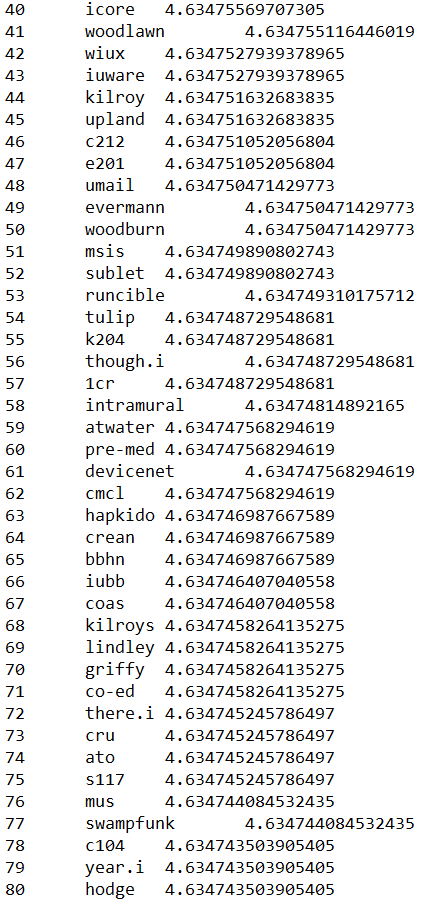 40 icore 4.63475569707305
41 woodlawn 4.634755116446019
42 wiux 4.6347527939378965
43 iuware 4.6347527939378965
44 kilroy 4.634751632683835
45 upland 4.634751632683835
46 c212 4.634751052056804
47 e201 4.634751052056804
48 umail 4.634750471429773
49 evermann 4.634750471429773
50 woodburn 4.634750471429773
51 msis 4.634749890802743
52 sublet 4.634749890802743
53 runcible 4.634749310175712
54 tulip 4.634748729548681
55 k204 4.634748729548681
56 though.i 4.634748729548681
57 1cr 4.634748729548681
58 intramural 4.63474814892165
59 atwater 4.634747568294619
60 pre-med 4.634747568294619
61 devicenet 4.634747568294619
62 cmcl 4.634747568294619
63 hapkido 4.634746987667589
64 crean 4.634746987667589
65 bbhn 4.634746987667589
66 iubb 4.634746407040558
67 coas 4.634746407040558
68 kilroys 4.6347458264135275
69 lindley 4.6347458264135275
70 griffy 4.6347458264135275
71 co-ed 4.6347458264135275
72 there.i 4.634745245786497
73 cru 4.634745245786497
74 ato 4.634745245786497
75 s117 4.634745245786497
76 mus 4.634744084532435
77 swampfunk 4.634744084532435
78 c104 4.634743503905405
79 year.i 4.634743503905405
80 hodge 4.634743503905405